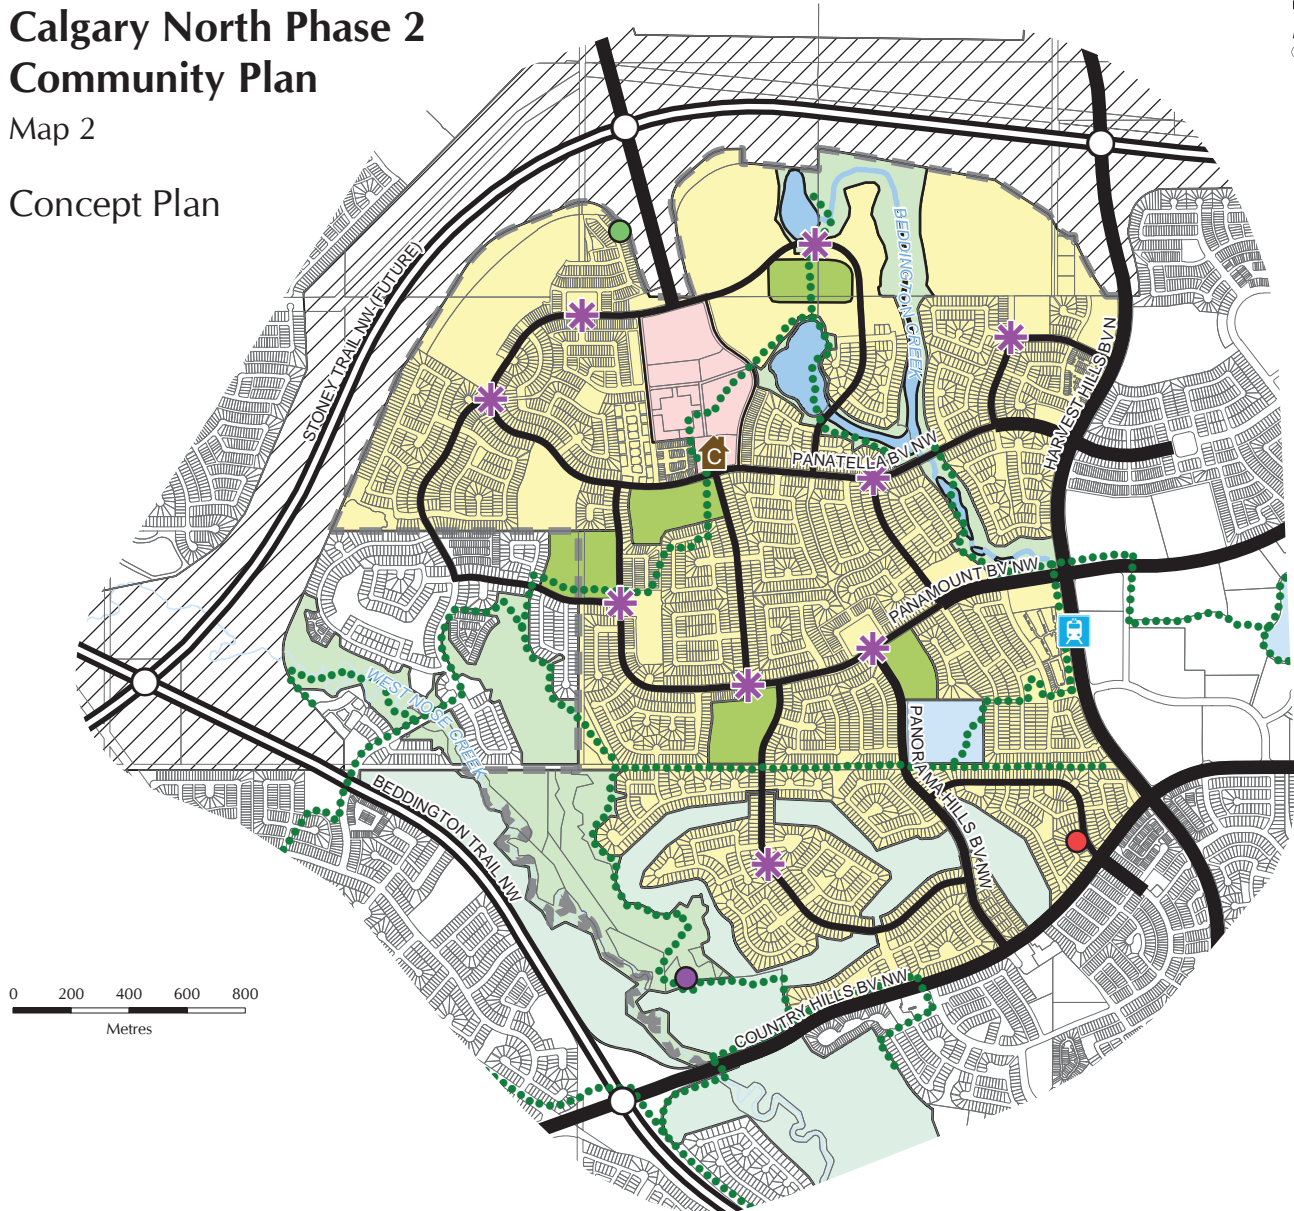 Calgary North Phase 2
Community Plan
Map 2
Concept Plan
STONEY TRAIL NW (FUTURE)
BEDDINGTON CREEK
HARVEST HILLS BV N
C
PANATELLA BV NW
PANAMOUNT BV NW
WEST NOSE CREEK
PANORAMA HILLS BV NW
BEDDINGTON TRAIL NW
COUNTRY HILLS BV NW
0 200 400 600 800
Metres